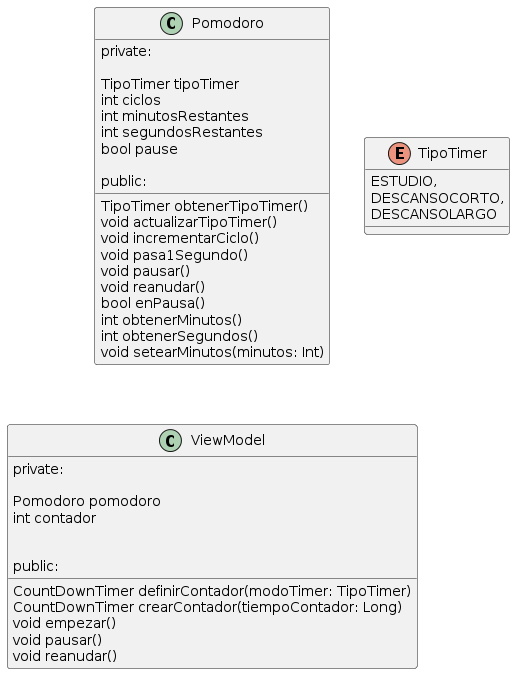 C Pomodoro
private:
TipoTimer tipoTimer
int ciclos
int minutosRestantes
int segundosRestantes
bool pause
public:
TipoTimer obtenerTipoTimer()
void actualizarTipoTimer()
void incrementarCiclo()
void pasa1Segundo()
void pausar()
void reanudar()
bool enPausa()
int obtenerMinutos()
int obtenerSegundos()
void setearMinutos(minutos: Int)
E TipoTimer
ESTUDIO,
DESCANSOCORTO,
DESCANSOLARGO
C ViewModel
private:
Pomodoro pomodoro
int contador
public:
CountDownTimer definirContador(modoTimer: TipoTimer)
CountDownTimer crearContador(tiempoContador: Long)
void empezar()
void pausar()
void reanudar()